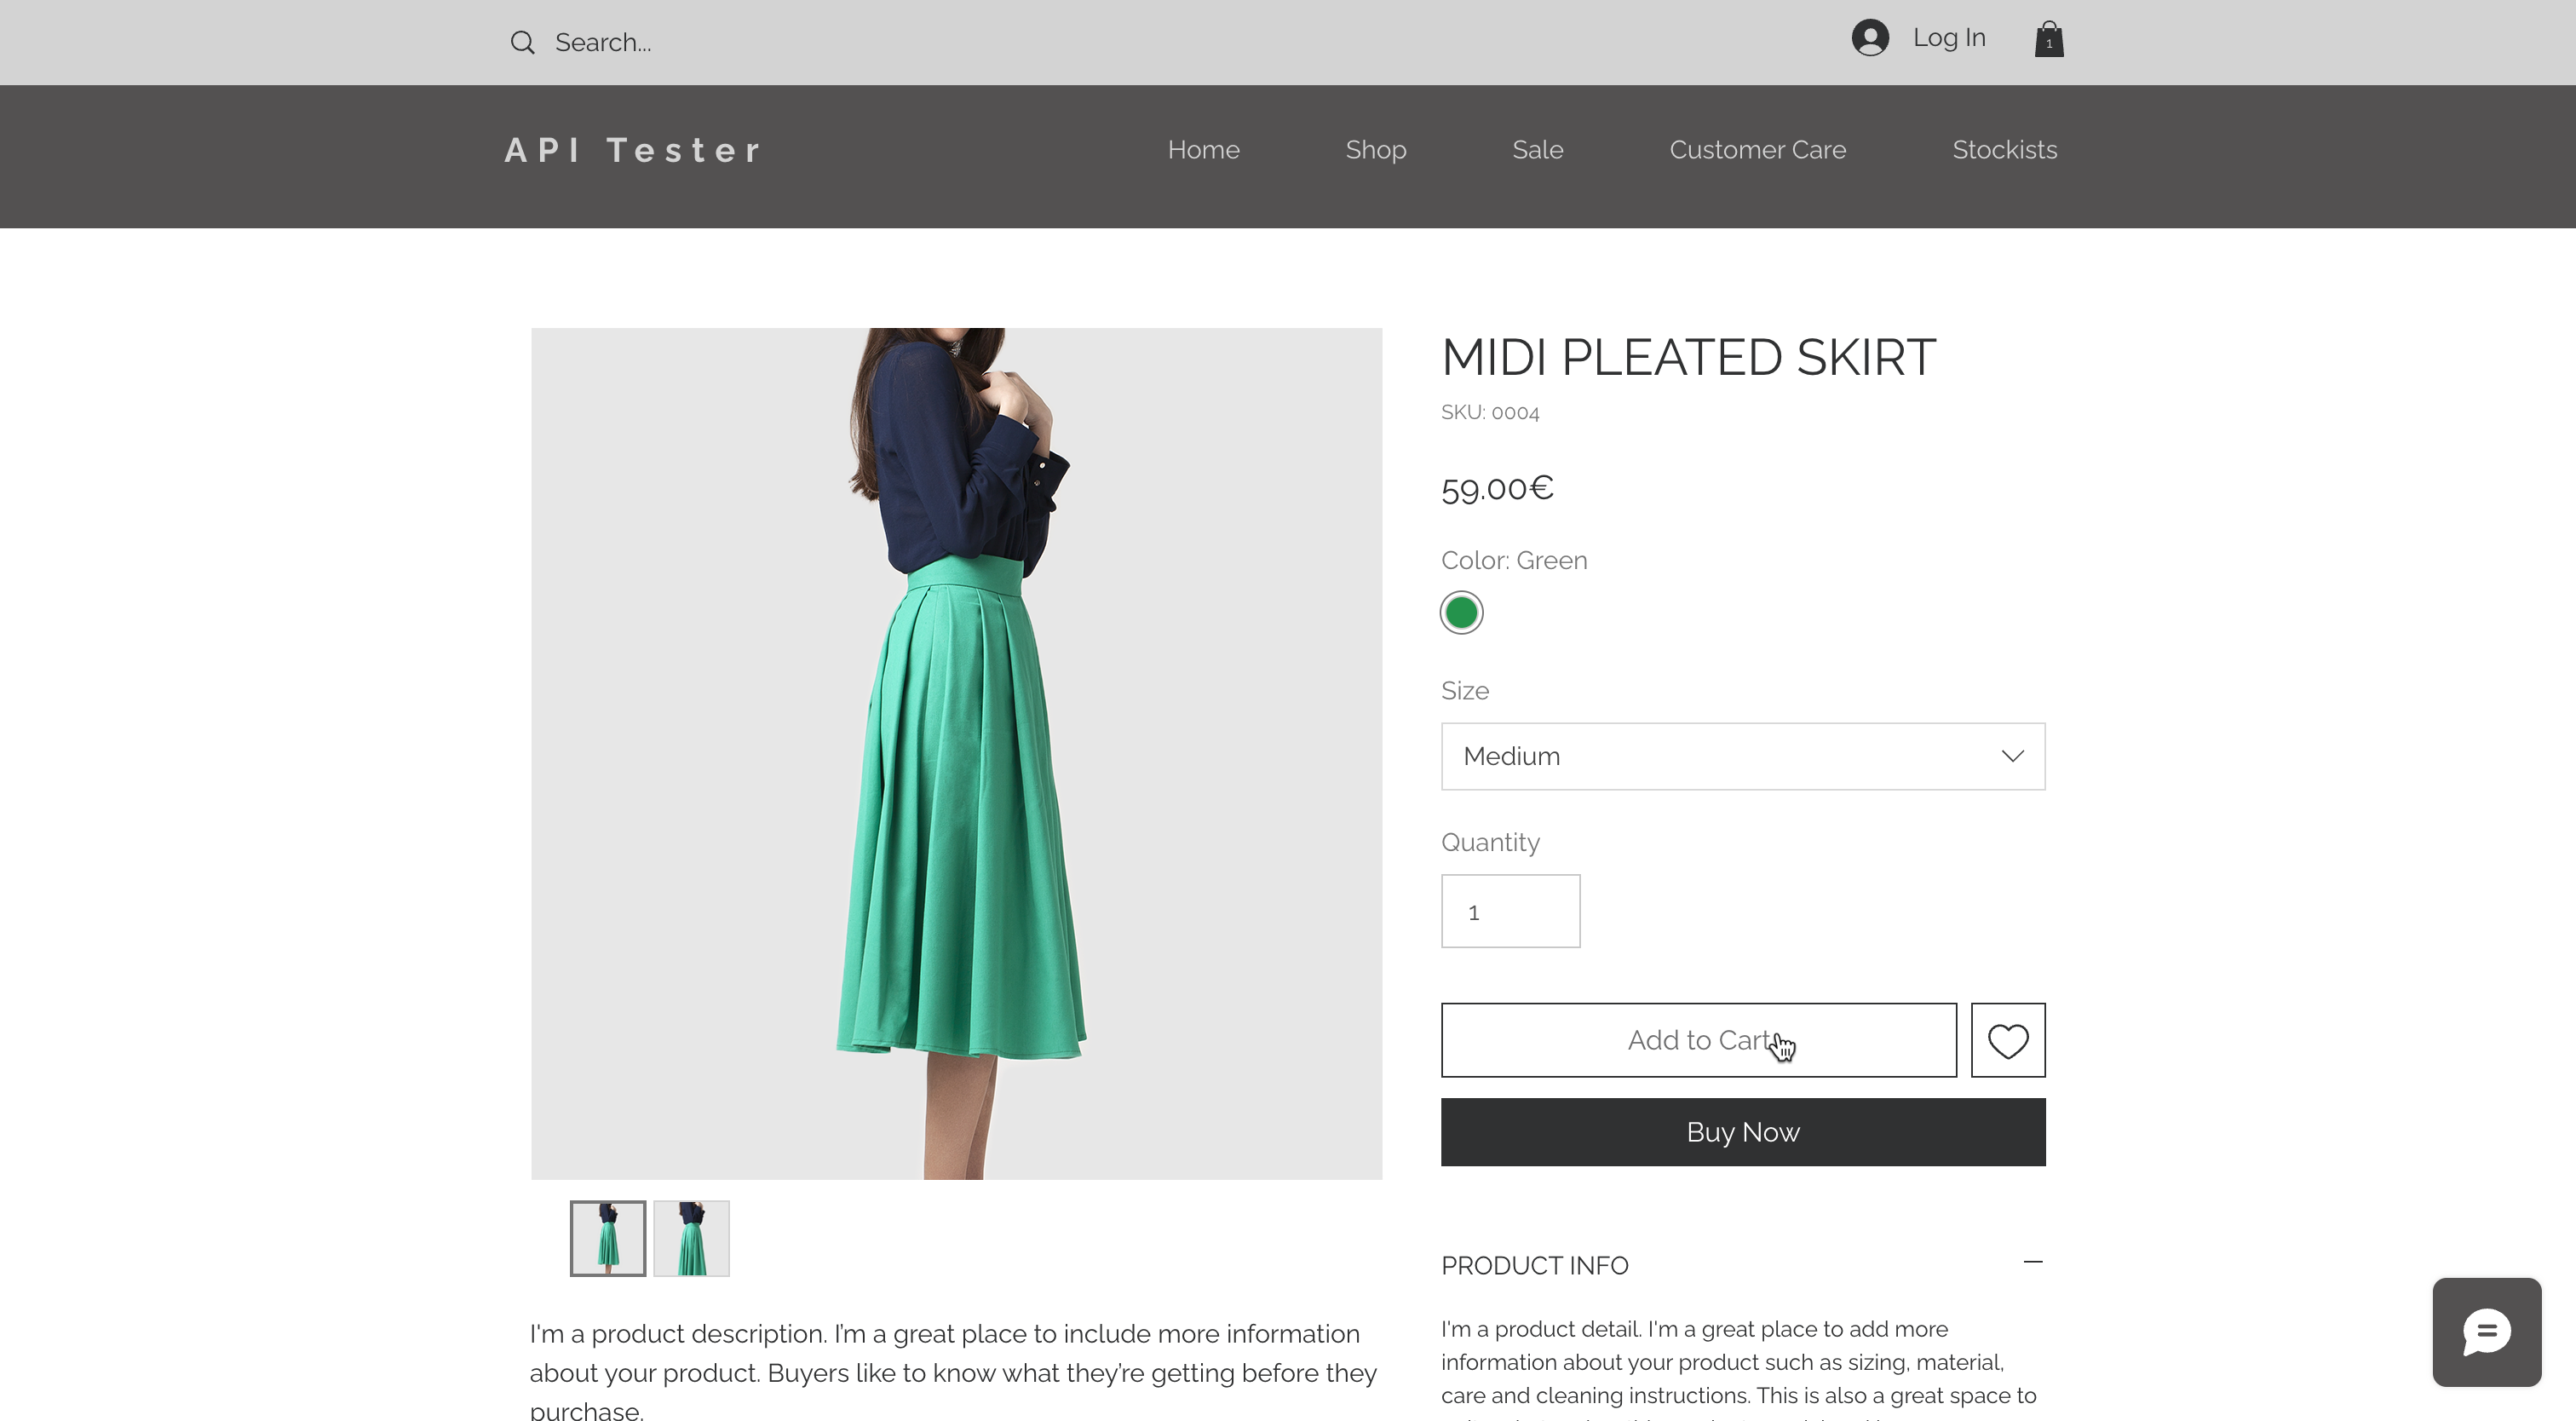 Search...
Log In
1
API Tester
Home
Shop
Sale
Customer Care
Stockists
MIDI PLEATED SKIRT
SKU: 0004
59.00€
Color: Green
Size
Medium
Quantity
1
Add to Cart
Buy Now
PRODUCT INFO
I'm a product detail. I'm a great place to add more
information about your product such as sizing, material,
care and cleaning instructions. This is also a great space to
I'm a product description. I’m a great place to include more information
about your product. Buyers like to know what they’re getting before they
purchase.